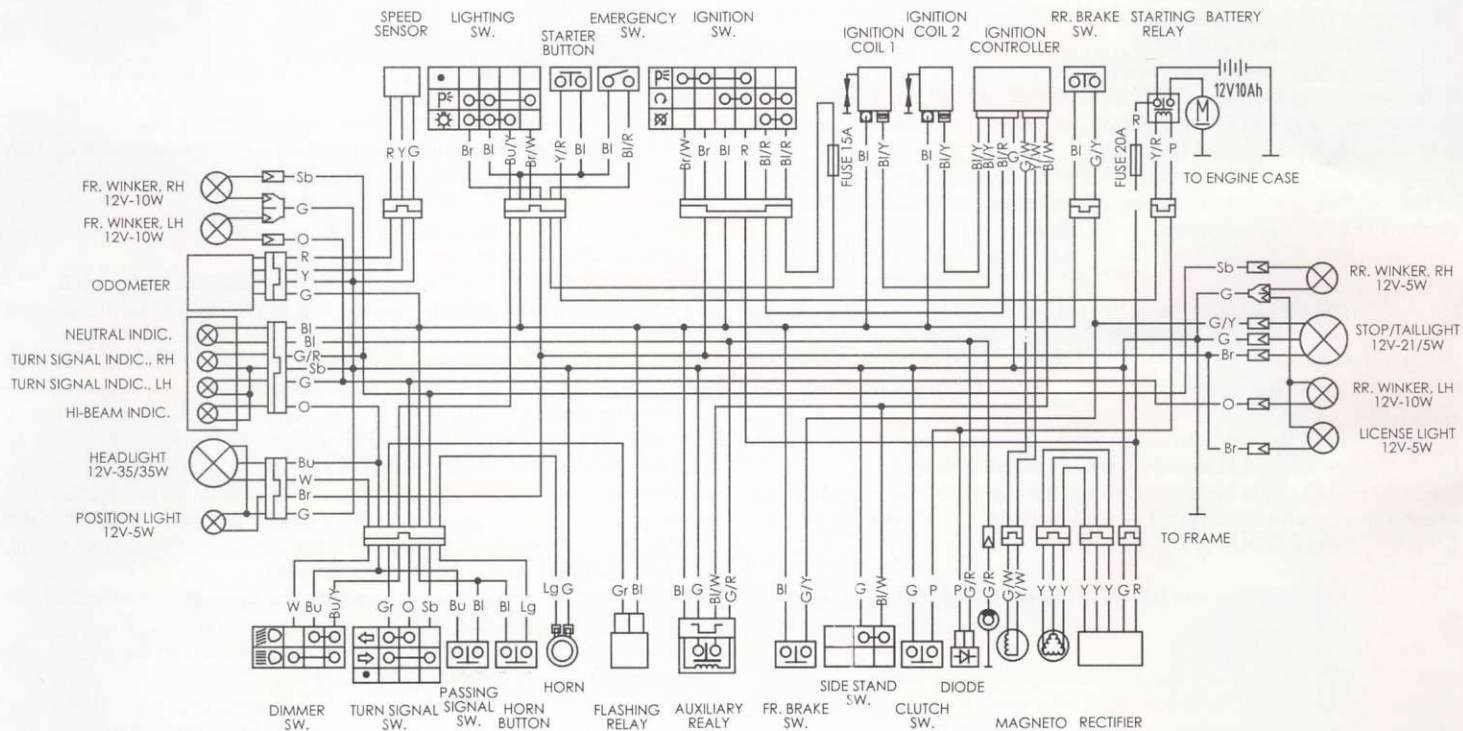 SPEED SENSOR
LIGHTING SW.
STARTER BUTTON
EMERGENCY SW.
IGNITION SW.
IGNITION COIL 1
IGNITION COIL 2
IGNITION CONTROLLER
RR. BRAKE SW.
STARTING RELAY
BATTERY
12V10Ah
M
R
FUSE 15A
FUSE 20A
TO ENGINE CASE
P
P
R Y G
Br Bl Bu/Y Br/W
Y/R Bl
Bl Bl/R
Br/W Br Bl R Bl/R Bl/R
Bl Bl/Y
Bl Bl/Y
Bl/Y Bl/Y Bl/R G G/W Y/W Bl/W
Bl G/Y
Y/R P
FR. WINKER, RH
12V-10W
Sb
G
FR. WINKER, LH
12V-10W
O
ODOMETER
R
Y
G
NEUTRAL INDIC.
TURN SIGNAL INDIC., RH
TURN SIGNAL INDIC., LH
HI-BEAM INDIC.
Bl
Bl
G/R
Sb
G
O
HEADLIGHT
12V-35/35W
Bu
W
Br
G
POSITION LIGHT
12V-5W
Sb
RR. WINKER, RH
12V-5W
G
G/Y
G
Br
STOP/TAILLIGHT
12V-21/5W
O
RR. WINKER, LH
12V-10W
Br
LICENSE LIGHT
12V-5W
TO FRAME
W Bu Bu/Y
Gr O Sb
Bu Bl
Bl Lg
Lg G
Gr Bl
Bl G Bl/W G/R
Bl G/Y
G Bl/W
G P
P G/R
G/R
G/W Y/W
Y Y Y
Y Y Y G R
DIMMER SW.
TURN SIGNAL SW.
PASSING SIGNAL SW.
HORN BUTTON
HORN
FLASHING RELAY
AUXILIARY REALY
FR. BRAKE SW.
SIDE STAND SW.
CLUTCH SW.
DIODE
MAGNETO
RECTIFIER